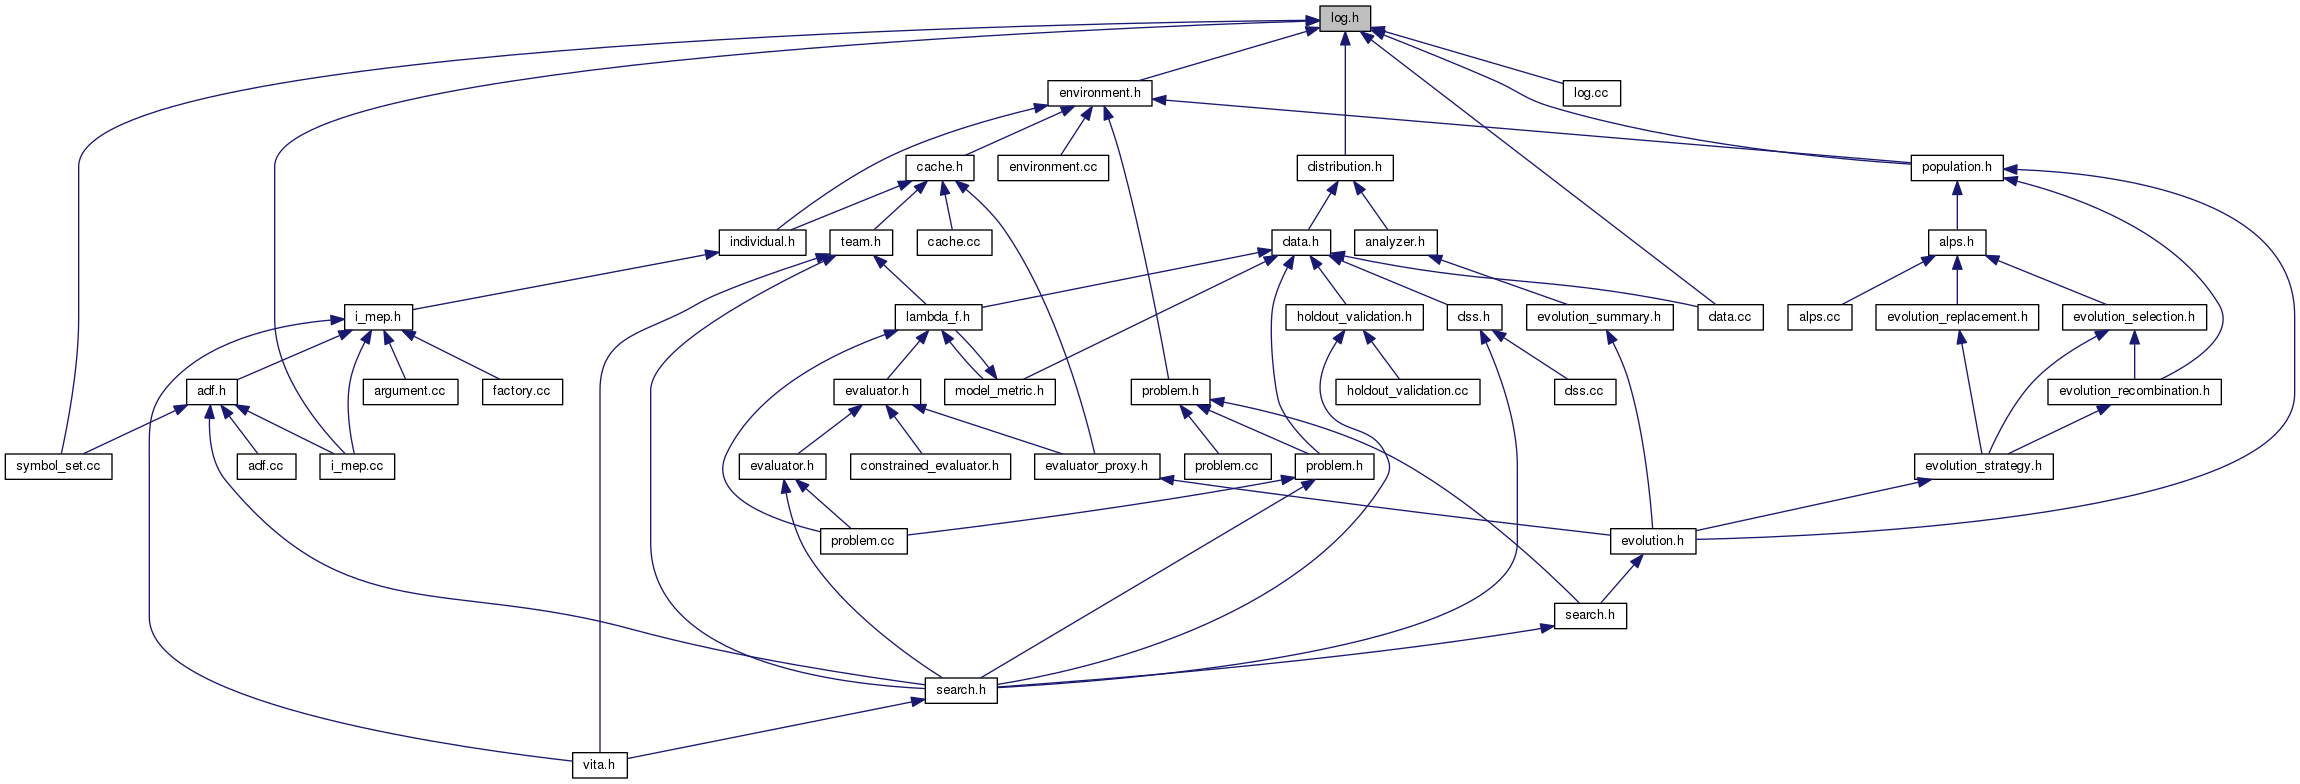 log.h
environment.h
log.cc
cache.h
environment.cc
distribution.h
population.h
individual.h
team.h
cache.cc
data.h
analyzer.h
alps.h
i_mep.h
lambda_f.h
holdout_validation.h
dss.h
evolution_summary.h
data.cc
alps.cc
evolution_replacement.h
evolution_selection.h
adf.h
argument.cc
factory.cc
evaluator.h
model_metric.h
problem.h
holdout_validation.cc
dss.cc
evolution_recombination.h
symbol_set.cc
adf.cc
i_mep.cc
evaluator.h
constrained_evaluator.h
evaluator_proxy.h
problem.cc
problem.h
evolution_strategy.h
problem.cc
evolution.h
search.h
search.h
vita.h